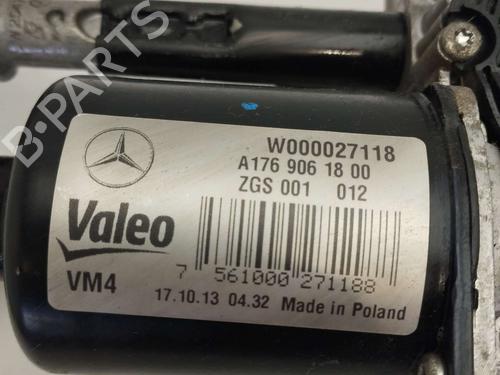 B-PARTS
W000027118
A176 906 18 00
ZGS 001 012
Valeo
VM4
7 561000 271188
17.10.13 04.32 Made in Poland